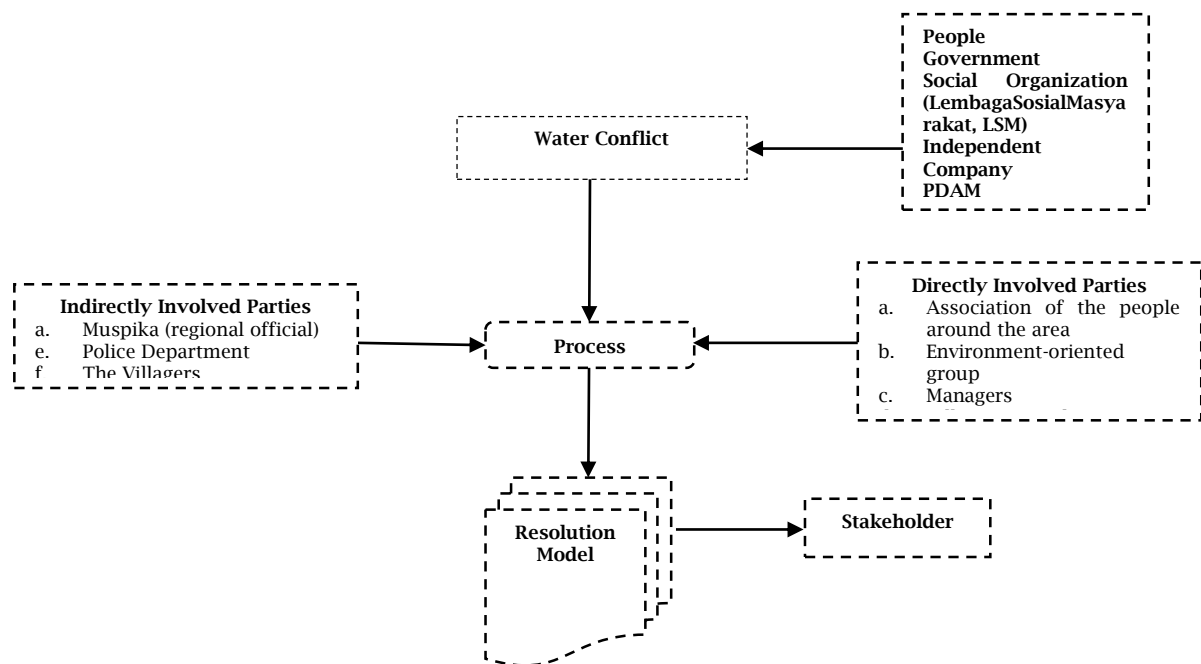 People
Government
Social Organization
(LembagaSosialMasya
rakat, LSM)
Independent
Company
PDAM
Water Conflict
Indirectly Involved Parties
a. Muspika (regional official)
e. Police Department
f. The Villagers
Directly Involved Parties
a. Association of the people
around the area
b. Environment-oriented
group
c. Managers
Process
Resolution
Model
Stakeholder